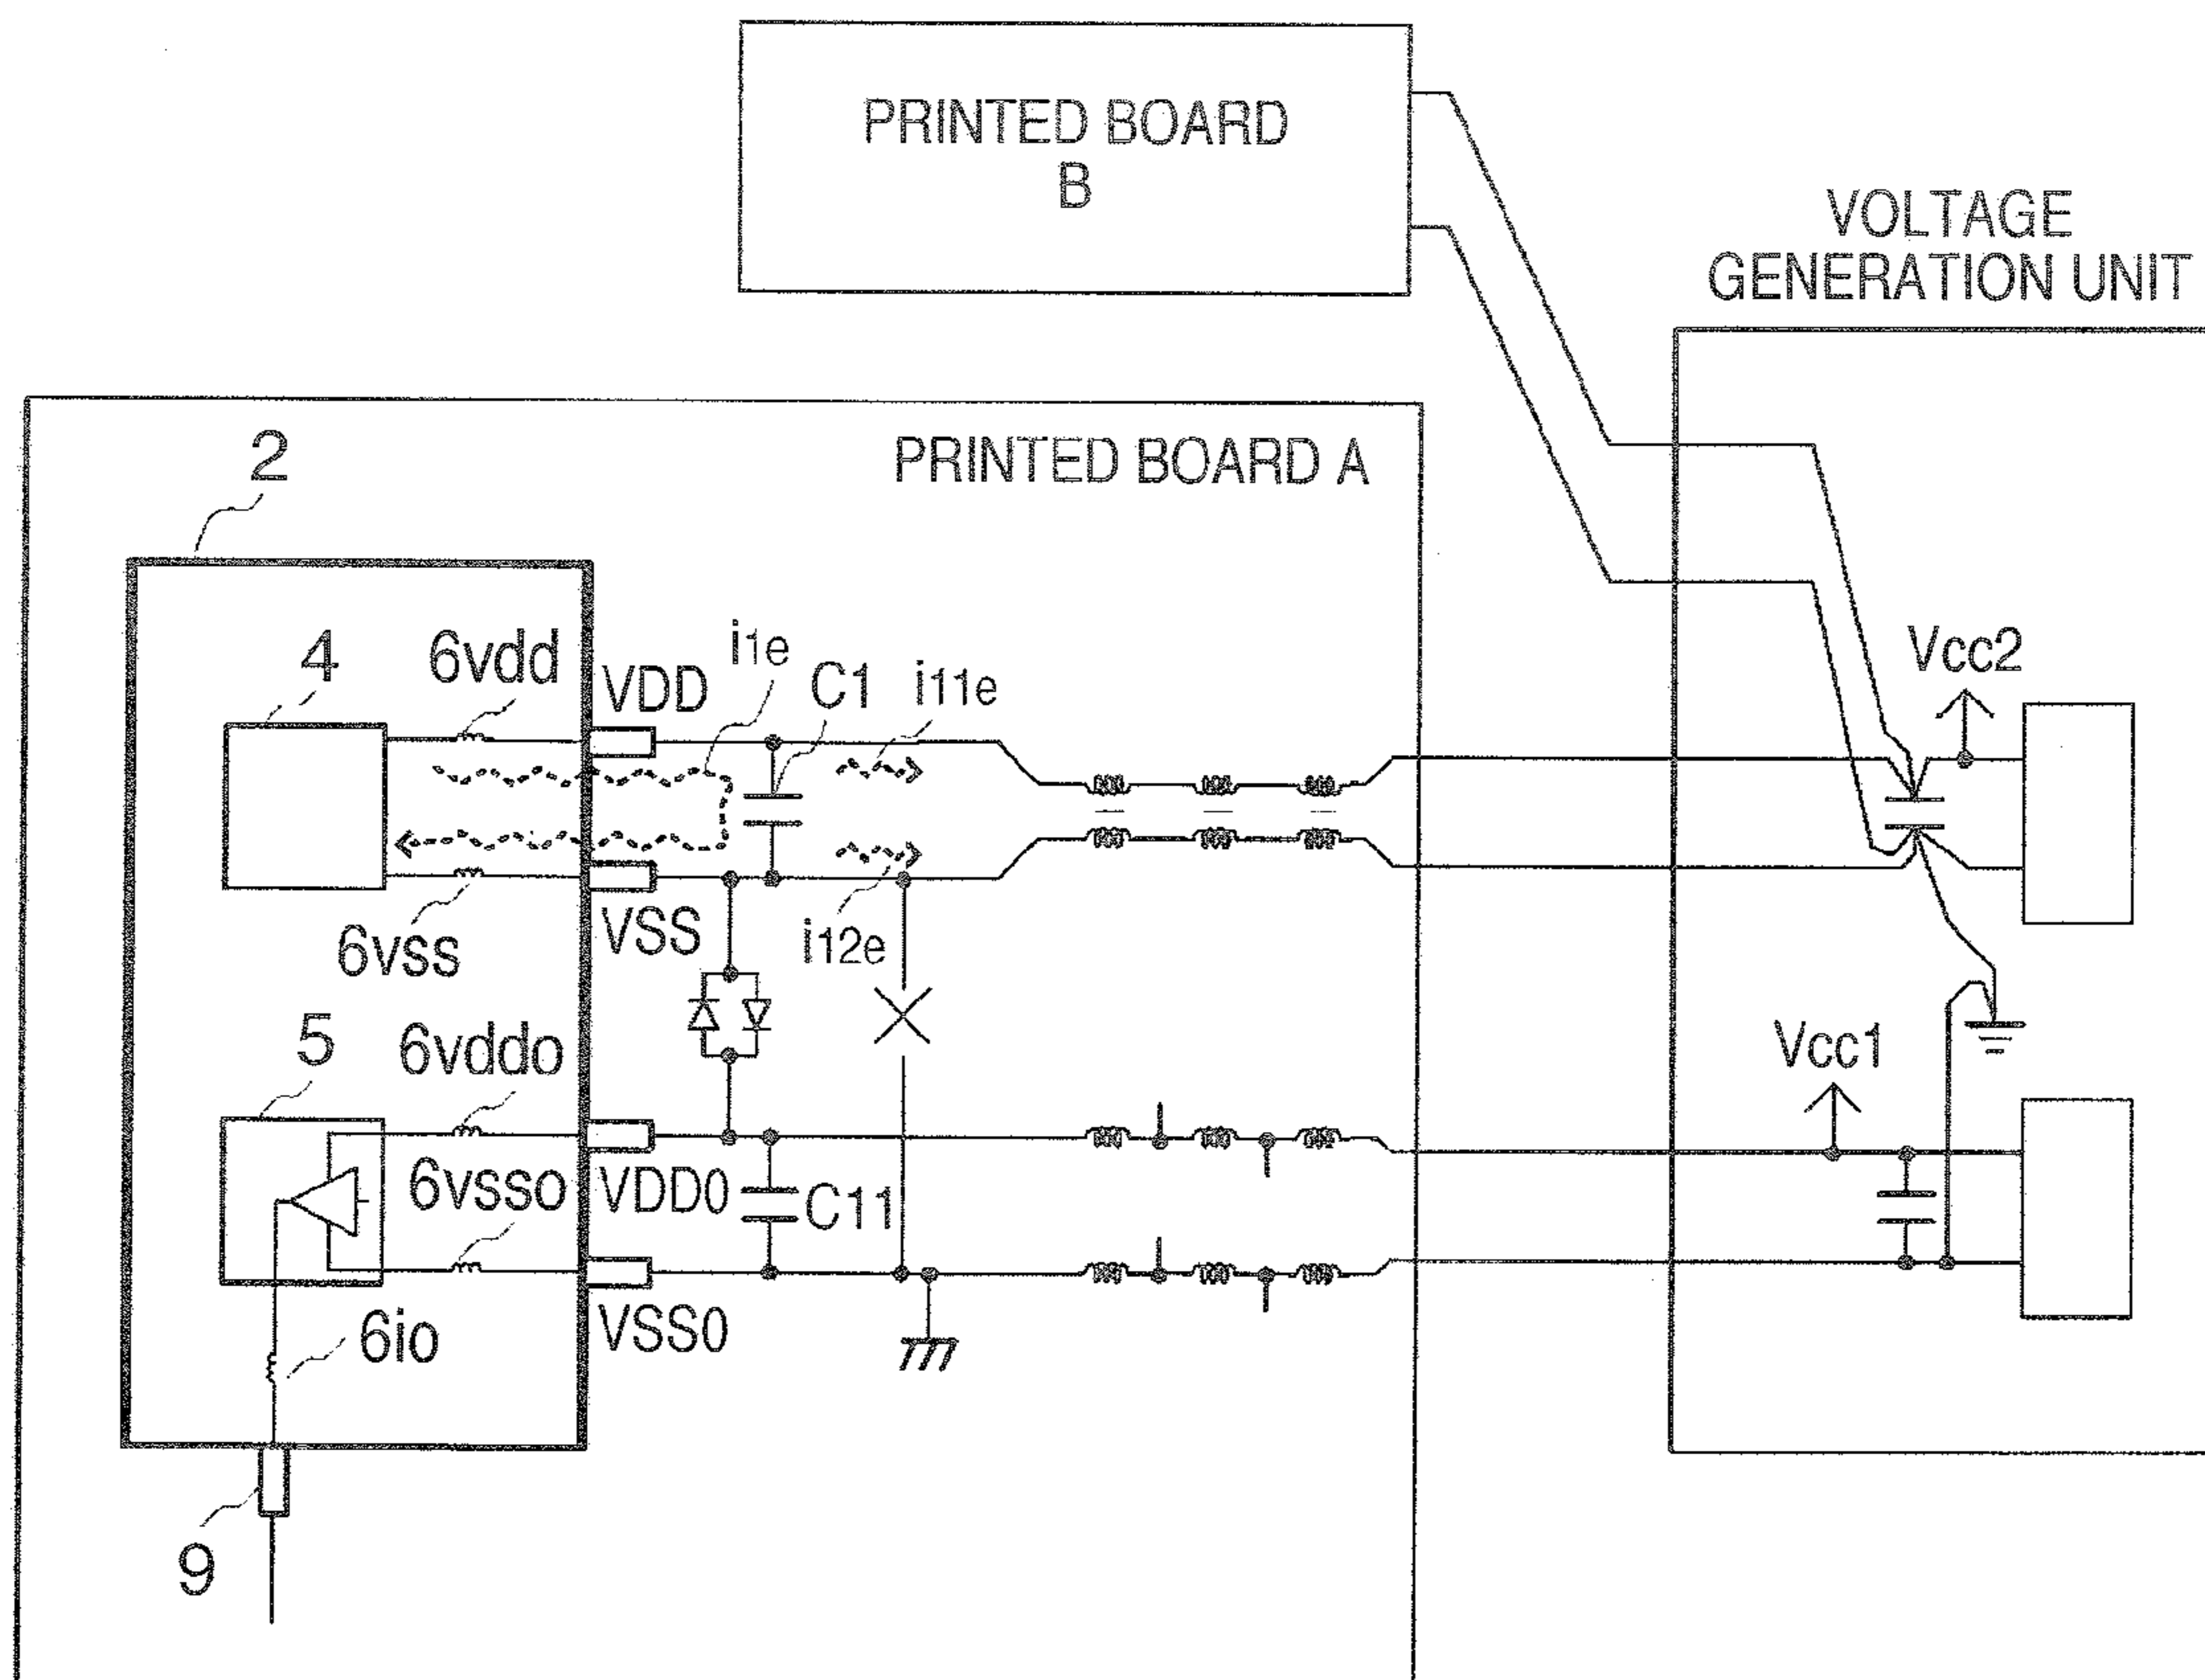 PRINTED BOARD
B
VOLTAGE
GENERATION UNIT
PRINTED BOARD A
2
4
6vdd
VDD
i1e
C1
i11e
Vcc2
6vss
VSS
i12e
5
6vddo
Vcc1
6vsso
VDD0
C11
6io
VSS0
9